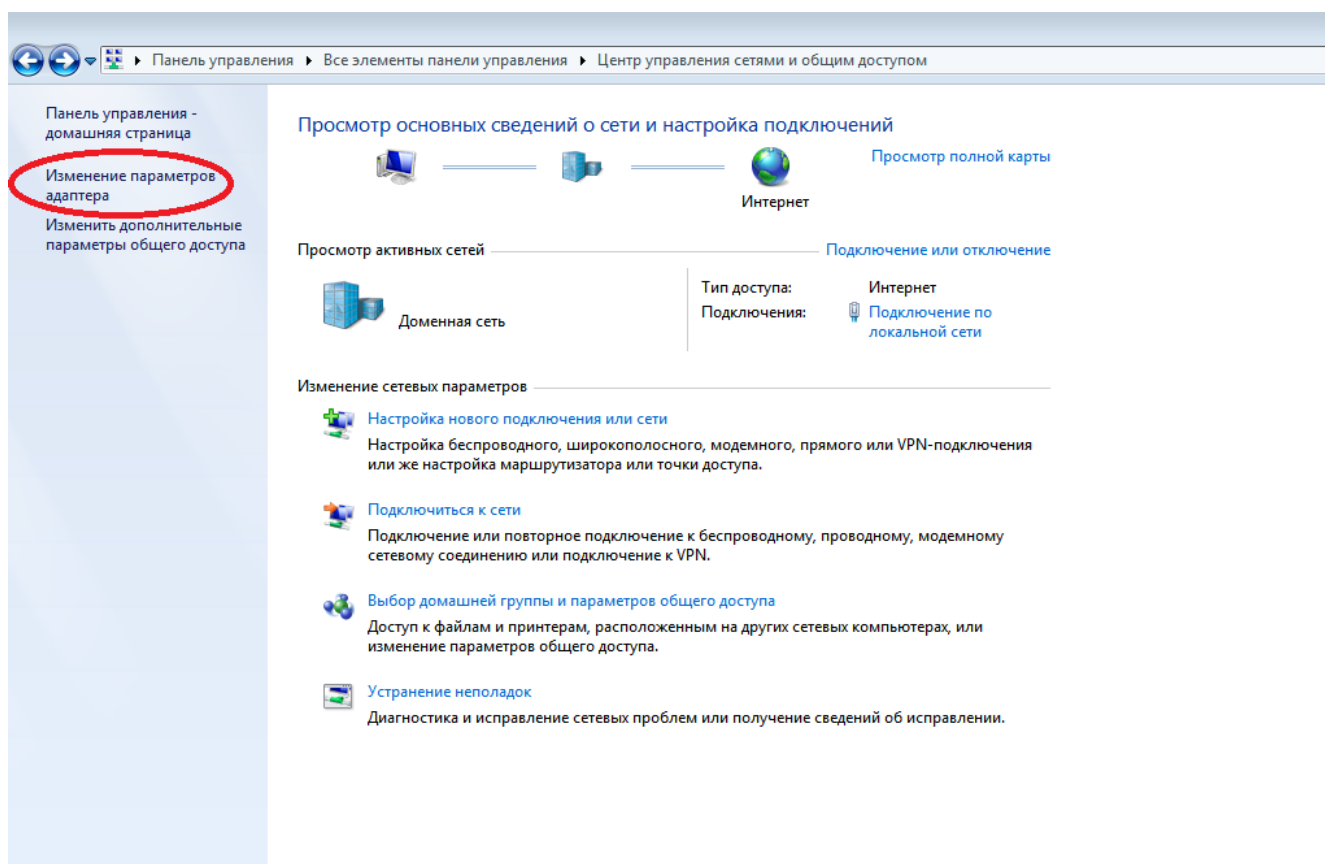 Панель управления ▸ Все элементы панели управления ▸ Центр управления сетями и общим доступом
Панель управления -
домашняя страница
Изменение параметров
адаптера
Изменить дополнительные
параметры общего доступа
Просмотр основных сведений о сети и настройка подключений
Просмотр полной карты
Интернет
Просмотр активных сетей
Подключение или отключение
Доменная сеть
Тип доступа: Интернет
Подключения: Подключение по
локальной сети
Изменение сетевых параметров
Настройка нового подключения или сети
Настройка беспроводного, широкополосного, модемного, прямого или VPN-подключения
или же настройка маршрутизатора или точки доступа.
Подключиться к сети
Подключение или повторное подключение к беспроводному, проводному, модемному
сетевому соединению или подключение к VPN.
Выбор домашней группы и параметров общего доступа
Доступ к файлам и принтерам, расположенным на других сетевых компьютерах, или
изменение параметров общего доступа.
Устранение неполадок
Диагностика и исправление сетевых проблем или получение сведений об исправлении.